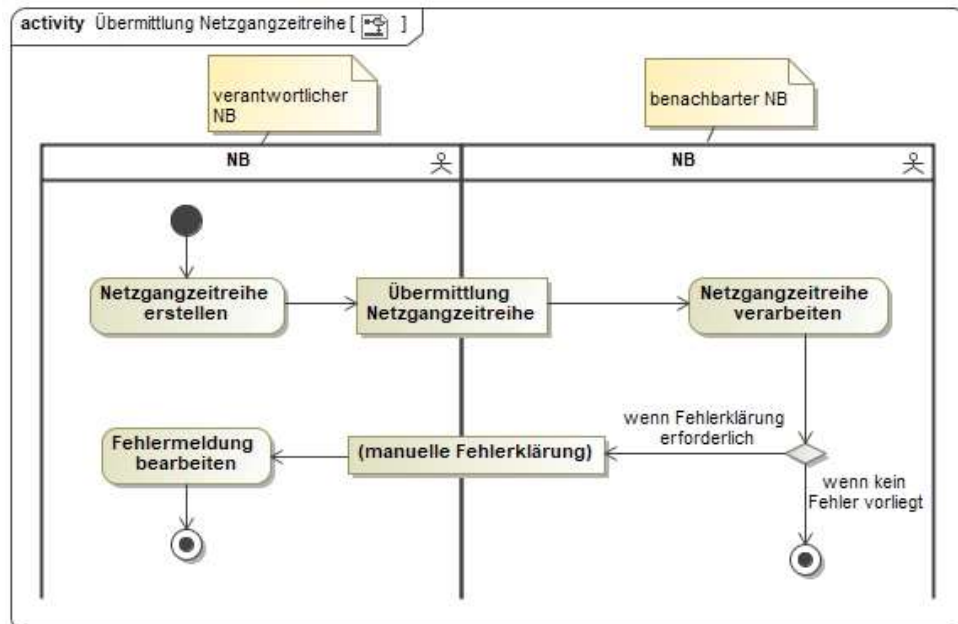 activity Übermittlung Netzgangzeitreihe [ ]
verantwortlicher
NB
benachbarter NB
NB
NB
Netzgangzeitreihe
erstellen
Übermittlung
Netzgangzeitreihe
Netzgangzeitreihe
verarbeiten
wenn Fehlerklärung
erforderlich
Fehlermeldung
bearbeiten
(manuelle Fehlerklärung)
wenn kein
Fehler vorliegt